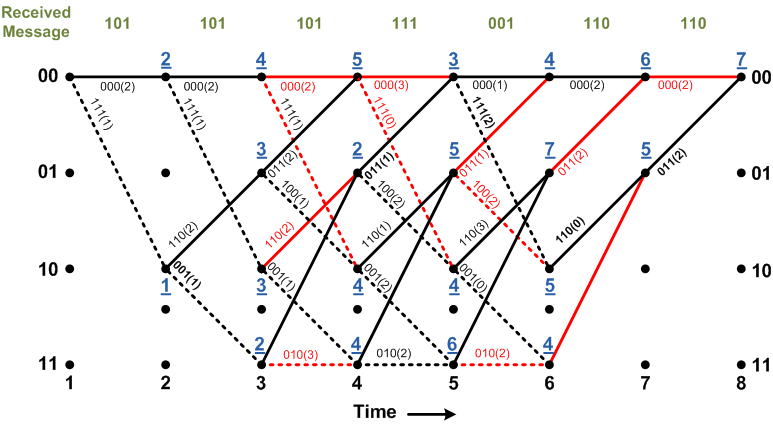 Received
Message
101 101 101 111 001 110 110
2 4 5 3 4 6 7
00 000(2) 000(2) 000(2) 000(3) 000(1) 000(2) 000(2) 00
111(1) 111(1) 111(1) 111(0) 111(2)
3 2 5 7 5
01 011(2) 011(1) 011(1) 011(2) 011(2) 01
100(1) 100(2) 100(2)
110(2) 110(2) 110(1) 110(3) 110(0)
10 001(1) 001(1) 001(2) 001(0) 10
1 3 4 4 5
2 4 6 4
11 010(3) 010(2) 010(2) 11
1 2 3 4 5 6 7 8
Time